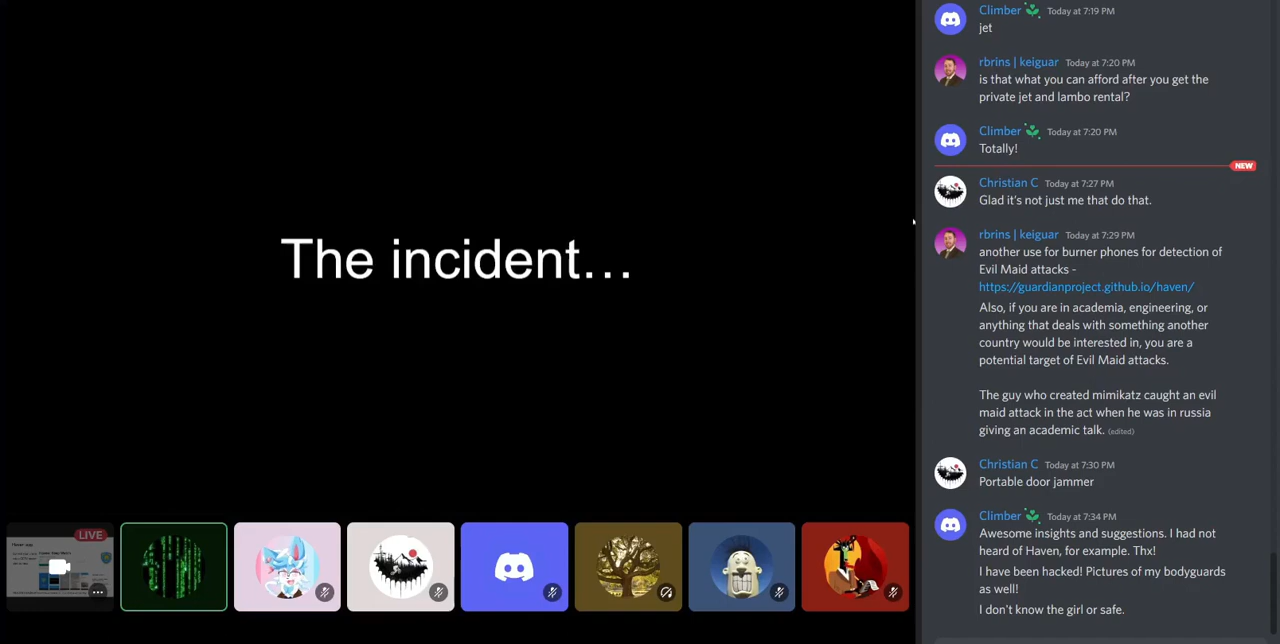 The incident…
LIVE
Climber Today at 7:19 PM
jet
rbrins | keiguar Today at 7:20 PM
is that what you can afford after you get the
private jet and lambo rental?
Climber Today at 7:20 PM
Totally!
NEW
Christian C Today at 7:27 PM
Glad it's not just me that do that.
rbrins | keiguar Today at 7:29 PM
another use for burner phones for detection of
Evil Maid attacks -
https://guardianproject.github.io/haven/
Also, if you are in academia, engineering, or
anything that deals with something another
country would be interested in, you are a
potential target of Evil Maid attacks.
The guy who created mimikatz caught an evil
maid attack in the act when he was in russia
giving an academic talk. (edited)
Christian C Today at 7:30 PM
Portable door jammer
Climber Today at 7:34 PM
Awesome insights and suggestions. I had not
heard of Haven, for example. Thx!
I have been hacked! Pictures of my bodyguards
as well!
I don't know the girl or safe.